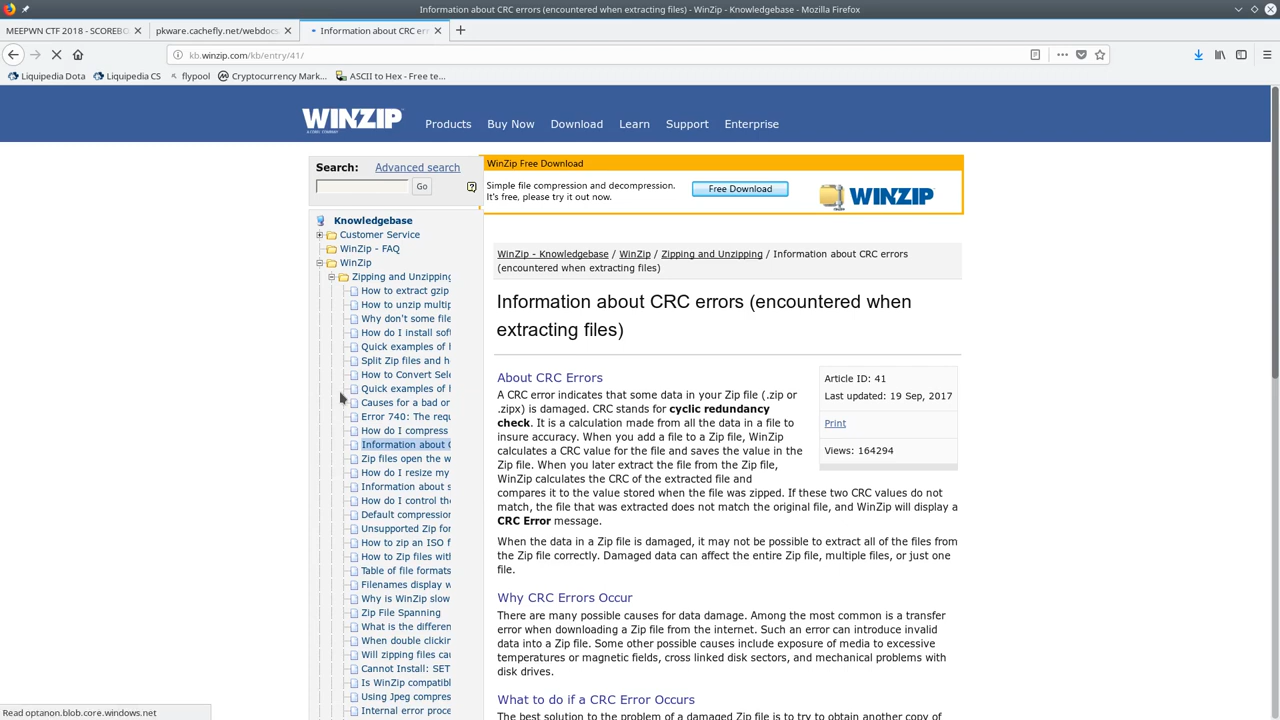 Information about CRC errors (encountered when extracting files) - WinZip - Knowledgebase - Mozilla Firefox
MEEPWN CTF 2018 - SCOREBO
pkware.cachefly.net/webdocs
Information about CRC err
kb.winzip.com/kb/entry/41/
Liquipedia Dota
Liquipedia CS
flypool
Cryptocurrency Mark...
ASCII to Hex - Free te...
WINZIP
Products
Buy Now
Download
Learn
Support
Enterprise
Search:
Advanced search
Go
?
WinZip Free Download
Simple file compression and decompression.
It's free, please try it out now.
Free Download
WINZIP
Knowledgebase
Customer Service
WinZip - FAQ
WinZip
Zipping and Unzipping
How to extract gzip
How to unzip multip
Why don't some file
How do I install soft
Quick examples of h
Split Zip files and h
How to Convert Sele
Quick examples of h
Causes for a bad or
Error 740: The requ
How do I compress
Information about C
Zip files open the w
How do I resize my
Information about s
How do I control the
Default compression
Unsupported Zip for
How to zip an ISO f
How to Zip files with
Table of file formats
Filenames display w
Why is WinZip slow
Zip File Spanning
What is the differen
When double clickin
Will zipping files cau
Cannot Install: SET
Is WinZip compatibl
Using Jpeg compres
Internal error proce
WinZip - Knowledgebase / WinZip / Zipping and Unzipping / Information about CRC errors
(encountered when extracting files)
Information about CRC errors (encountered when
extracting files)
Article ID: 41
Last updated: 19 Sep, 2017
Print
Views: 164294
About CRC Errors
A CRC error indicates that some data in your Zip file (.zip or
.zipx) is damaged. CRC stands for cyclic redundancy
check. It is a calculation made from all the data in a file to
insure accuracy. When you add a file to a Zip file, WinZip
calculates a CRC value for the file and saves the value in the
Zip file. When you later extract the file from the Zip file,
WinZip calculates the CRC of the extracted file and
compares it to the value stored when the file was zipped. If these two CRC values do not
match, the file that was extracted does not match the original file, and WinZip will display a
CRC Error message.
When the data in a Zip file is damaged, it may not be possible to extract all of the files from
the Zip file correctly. Damaged data can affect the entire Zip file, multiple files, or just one
file.
Why CRC Errors Occur
There are many possible causes for data damage. Among the most common is a transfer
error when downloading a Zip file from the internet. Such an error can introduce invalid
data into a Zip file. Some other possible causes include exposure of media to excessive
temperatures or magnetic fields, cross linked disk sectors, and mechanical problems with
disk drives.
What to do if a CRC Error Occurs
The best solution to the problem of a damaged Zip file is to try to obtain another copy of
Read optanon.blob.core.windows.net